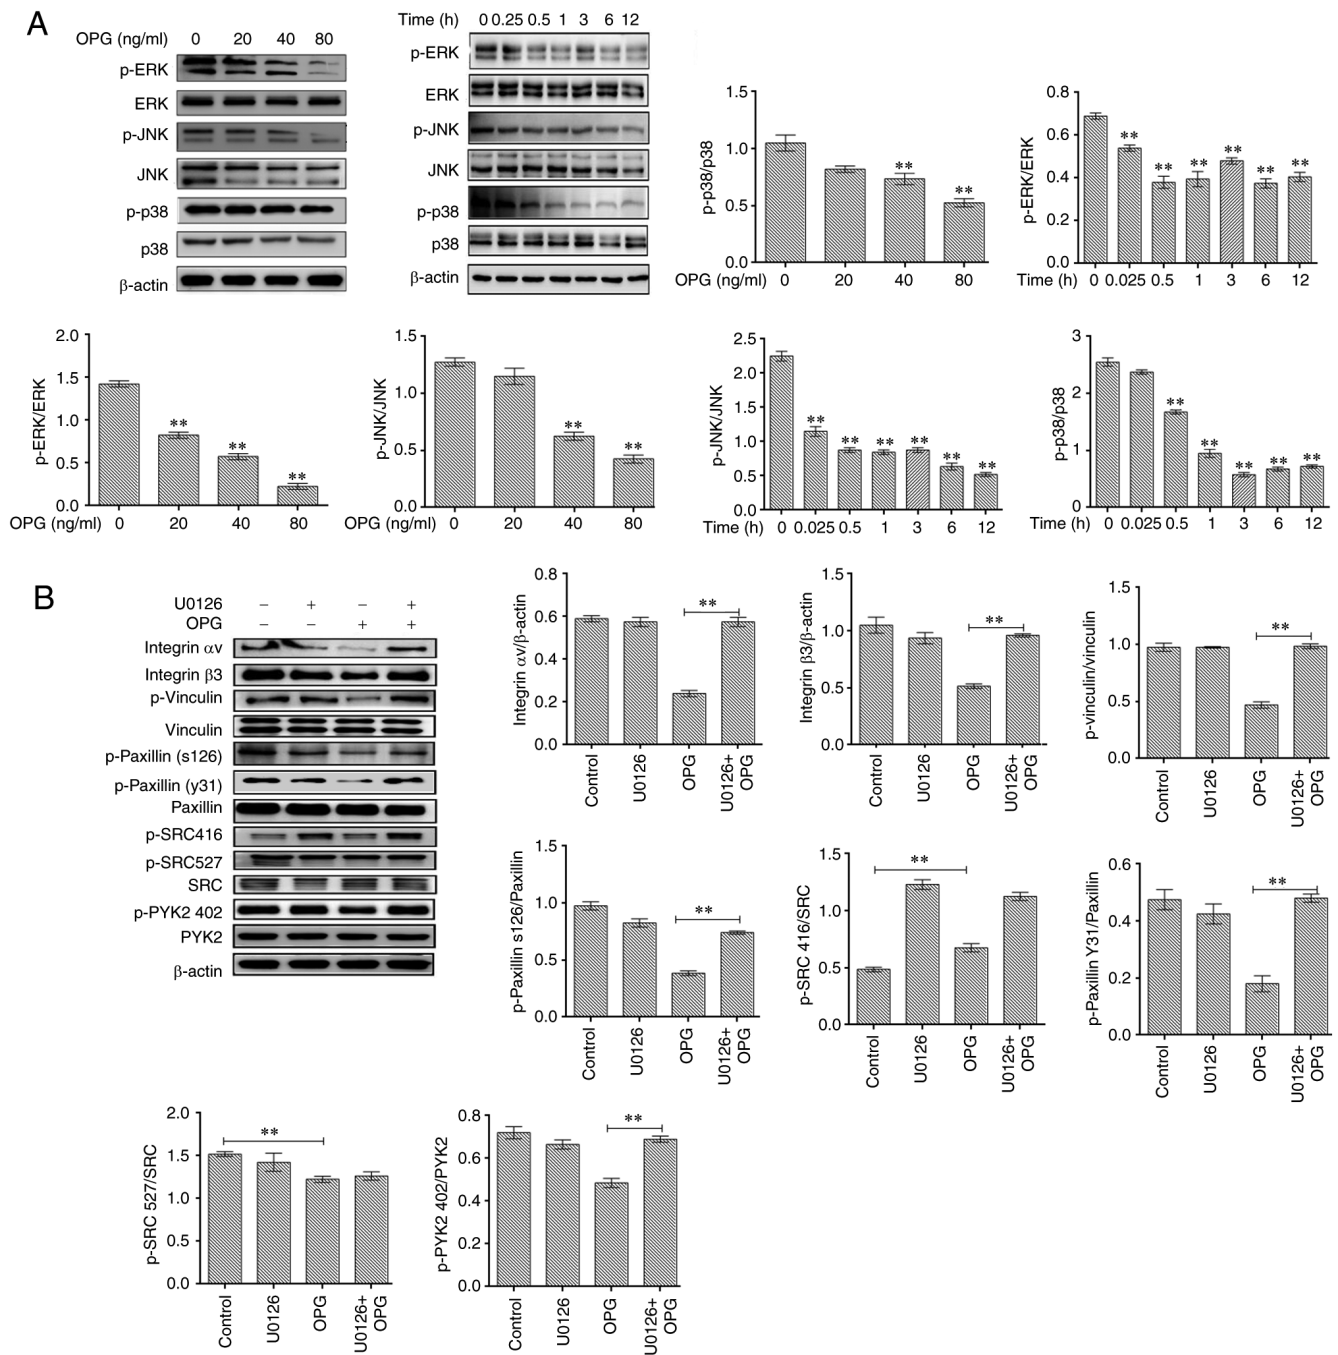 A
OPG (ng/ml) 0 20 40 80
p-ERK
ERK
p-JNK
JNK
p-p38
p38
β-actin
Time (h) 0 0.25 0.5 1 3 6 12
p-ERK
ERK
p-JNK
JNK
p-p38
p38
β-actin
p-p38/p38
1.5
1.0
0.5
0.0
** **
OPG (ng/ml) 0 20 40 80
p-ERK/ERK
0.8
0.6
0.4
0.2
0.0
** ** ** ** ** **
Time (h) 0 0.025 0.5 1 3 6 12
p-ERK/ERK
2.0
1.5
1.0
0.5
0.0
** ** **
OPG (ng/ml) 0 20 40 80
p-JNK/JNK
1.5
1.0
0.5
0.0
** **
OPG (ng/ml) 0 20 40 80
p-JNK/JNK
2.5
2.0
1.5
1.0
0.5
0.0
** ** ** ** ** **
Time (h) 0 0.025 0.5 1 3 6 12
p-p38/p38
3
2
1
0
** ** ** ** **
Time (h) 0 0.025 0.5 1 3 6 12
B
U0126 − + − +
OPG − − + +
Integrin αv
Integrin β3
p-Vinculin
Vinculin
p-Paxillin (s126)
p-Paxillin (y31)
Paxillin
p-SRC416
p-SRC527
SRC
p-PYK2 402
PYK2
β-actin
Integrin αv/β-actin
0.8
0.6
0.4
0.2
0.0
**
Control
U0126
OPG
U0126+
OPG
Integrin β3/β-actin
1.5
1.0
0.5
0.0
**
Control
U0126
OPG
U0126+
OPG
p-vinculin/vinculin
1.5
1.0
0.5
0.0
**
Control
U0126
OPG
U0126+
OPG
p-Paxillin s126/Paxillin
1.5
1.0
0.5
0.0
**
Control
U0126
OPG
U0126+
OPG
p-SRC 416/SRC
1.5
1.0
0.5
0.0
**
Control
U0126
OPG
U0126+
OPG
p-Paxillin Y31/Paxillin
0.6
0.4
0.2
0.0
**
Control
U0126
OPG
U0126+
OPG
p-SRC 527/SRC
2.0
1.5
1.0
0.5
0.0
**
Control
U0126
OPG
U0126+
OPG
p-PYK2 402/PYK2
0.8
0.6
0.4
0.2
0.0
**
Control
U0126
OPG
U0126+
OPG